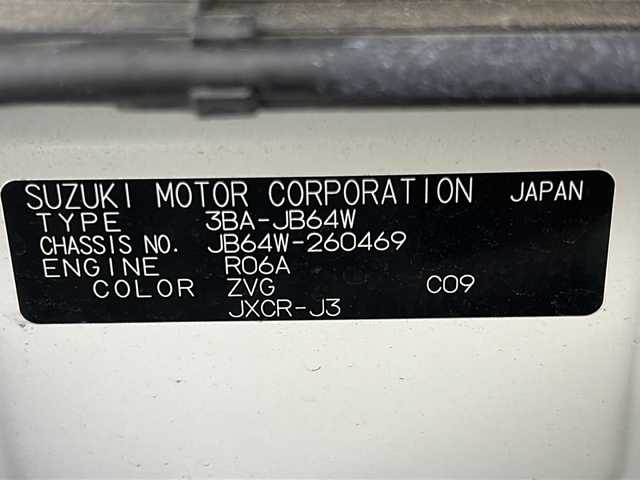 SUZUKI MOTOR CORPORATION JAPAN
TYPE 3BA-JB64W
CHASSIS NO. JB64W-260469
ENGINE R06A
COLOR ZVG C09
JXCR-J3